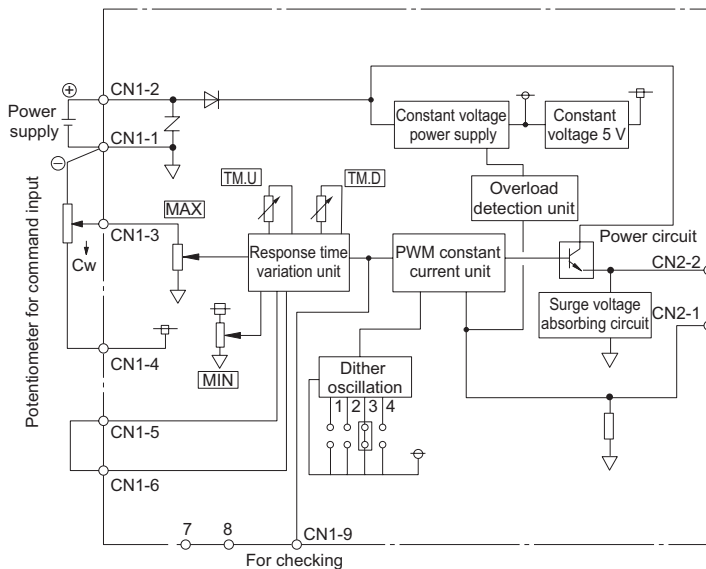 CN1-2
Power
supply
CN1-1
Constant voltage
power supply
Constant
voltage 5 V
TM.U
TM.D
Overload
detection unit
Potentiometer for command input
MAX
CN1-3
Cw
Response time
variation unit
PWM constant
current unit
Power circuit
CN2-2
Surge voltage
absorbing circuit
CN2-1
MIN
CN1-4
Dither
oscillation
1 2 3 4
CN1-5
CN1-6
7 8 CN1-9
For checking